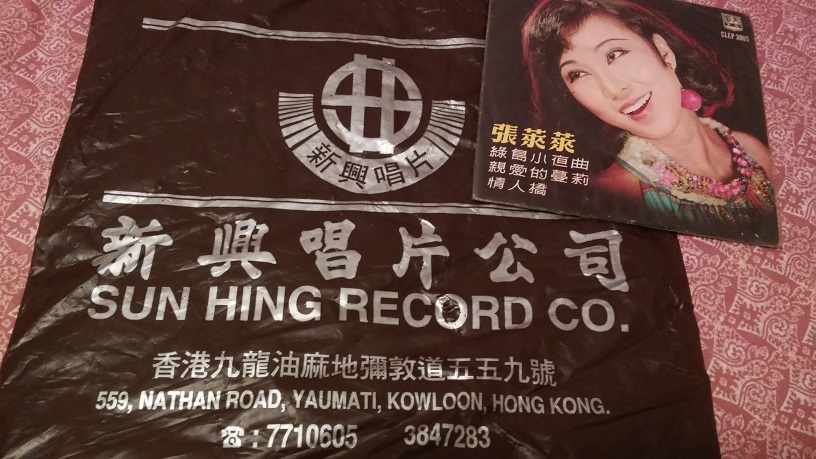 新興唱片
新興唱片公司
SUN HING RECORD CO.
香港九龍油麻地彌敦道五五九號
559, NATHAN ROAD, YAUMATI, KOWLOON, HONG KONG.
☎:7710605 3847283
CLEP 3005
張萊萊
綠島小夜曲
親愛的蔓莉
情人橋